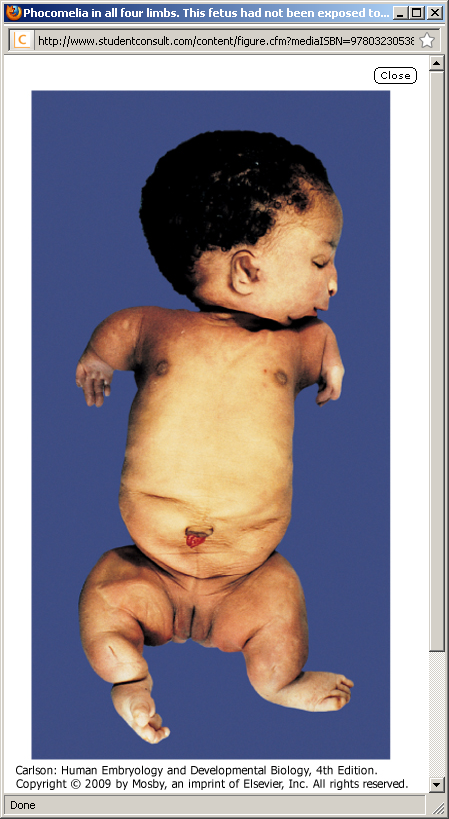 Phocomelia in all four limbs. This fetus had not been exposed to...
C http://www.studentconsult.com/content/figure.cfm?mediaISBN=97803230538
Close
Carlson: Human Embryology and Developmental Biology, 4th Edition.
Copyright © 2009 by Mosby, an imprint of Elsevier, Inc. All rights reserved.
Done